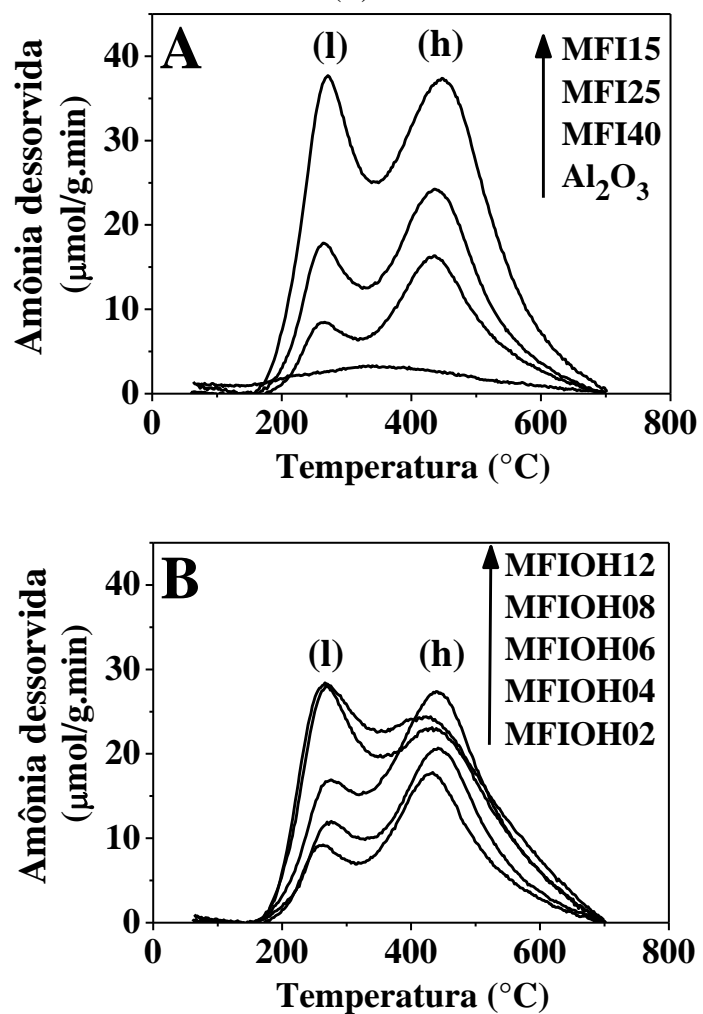 A
(l)
(h)
MFI15
MFI25
MFI40
Al2O3
Amônia dessorvida
(μmol/g.min)
40
30
20
10
0
0 200 400 600 800
Temperatura (°C)
B
(l)
(h)
MFIOH12
MFIOH08
MFIOH06
MFIOH04
MFIOH02
Amônia dessorvida
(μmol/g.min)
40
30
20
10
0
0 200 400 600 800
Temperatura (°C)